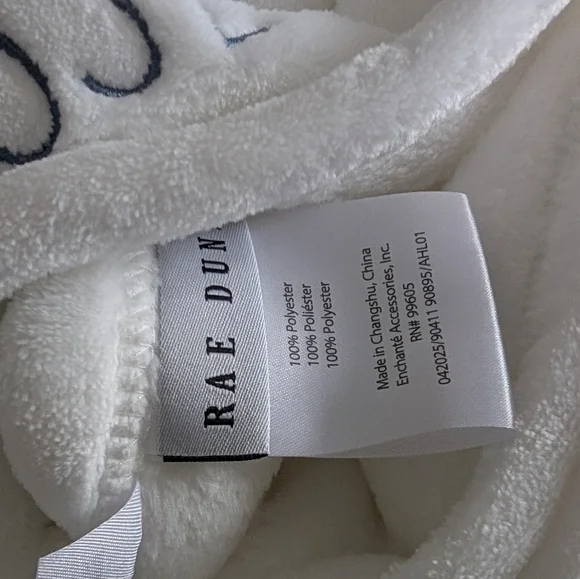 RAE DUN
100% Polyester
100% Poliéster
100% Polyester
Made in Changshu, China
Enchanté Accessories, Inc.
RN# 99605
042025/90411 90895/AHL01